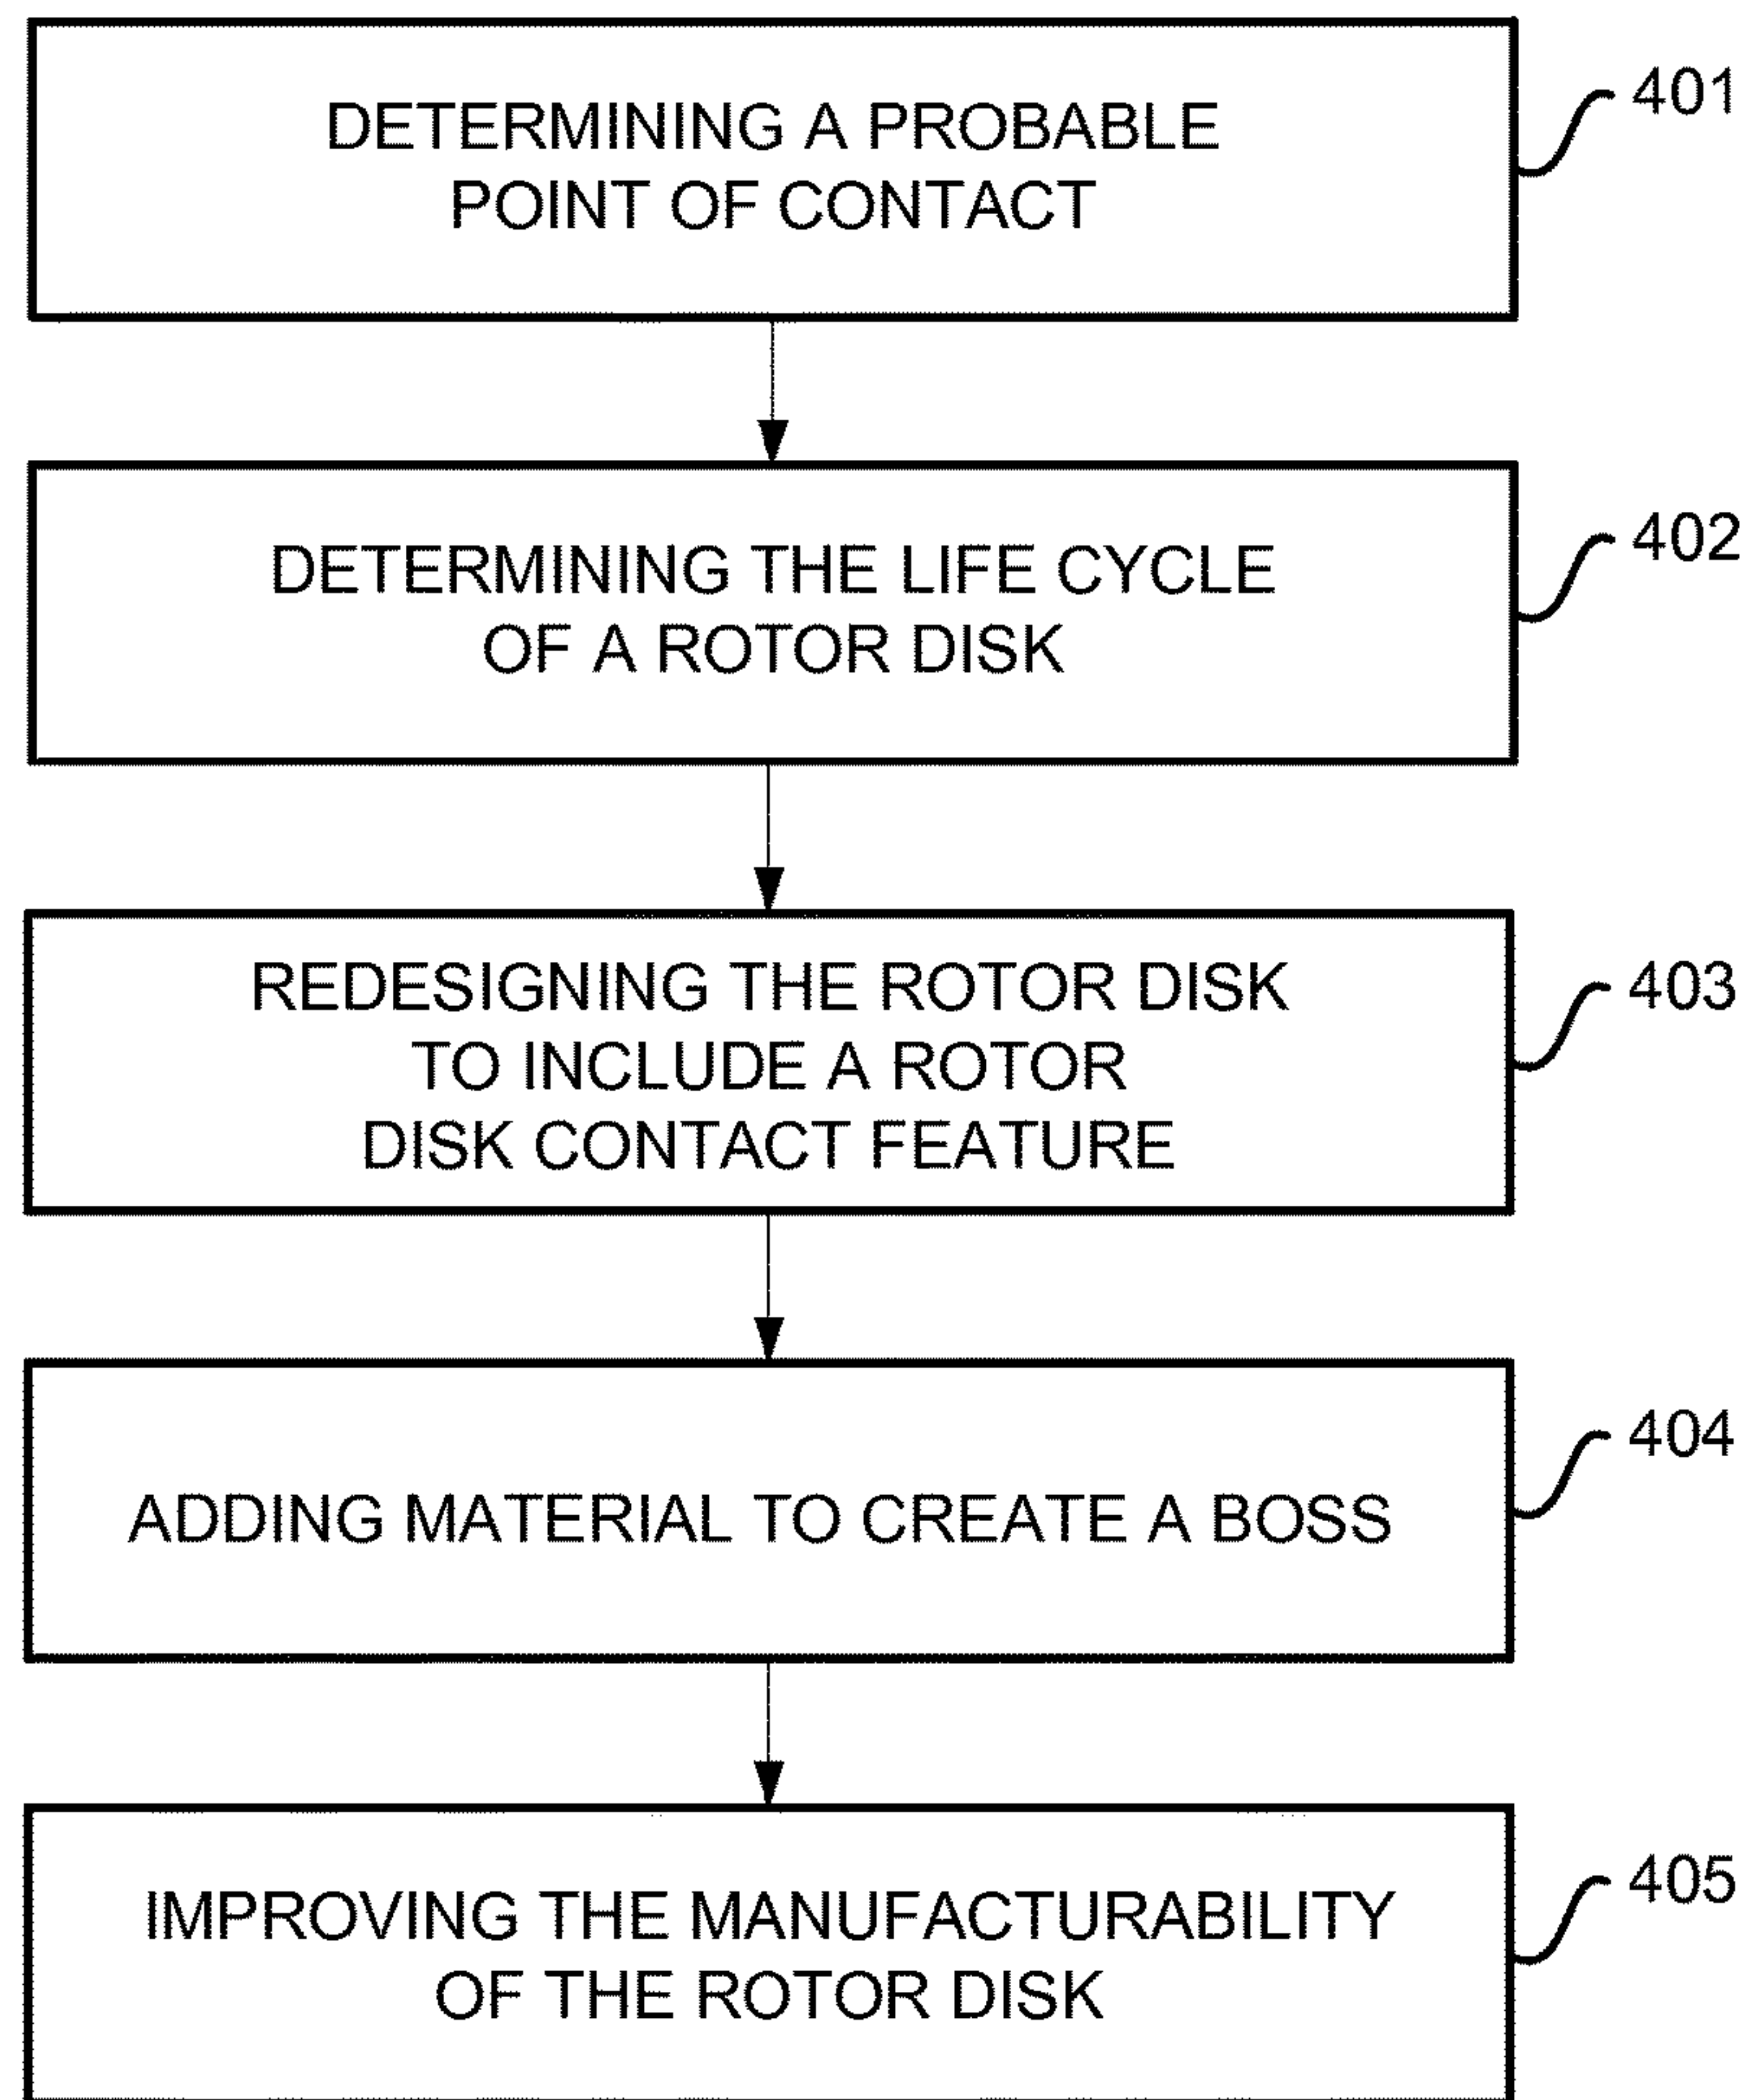 DETERMINING A PROBABLE
POINT OF CONTACT
401
DETERMINING THE LIFE CYCLE
OF A ROTOR DISK
402
REDESIGNING THE ROTOR DISK
TO INCLUDE A ROTOR
DISK CONTACT FEATURE
403
ADDING MATERIAL TO CREATE A BOSS
404
IMPROVING THE MANUFACTURABILITY
OF THE ROTOR DISK
405